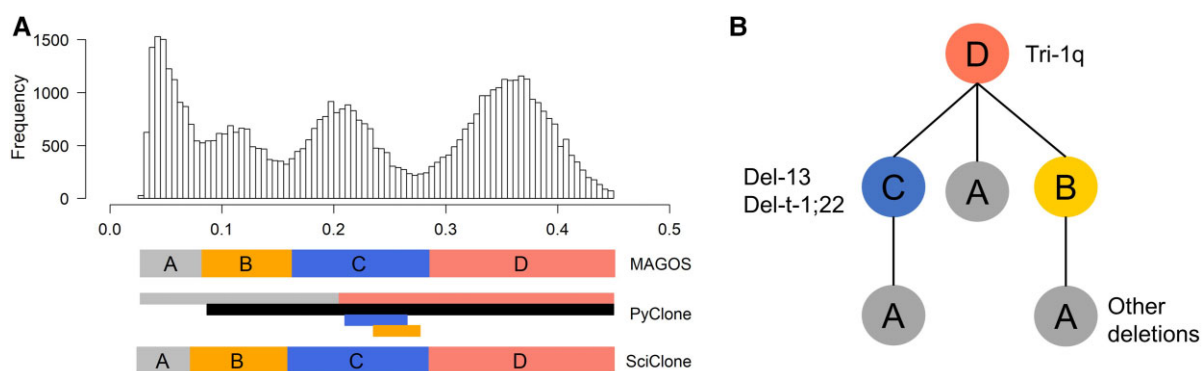 A
Frequency
1500
1000
500
0
0.0 0.1 0.2 0.3 0.4 0.5
A B C D MAGOS
PyClone
A B C D SciClone
B
D Tri-1q
Del-13
Del-t-1;22
C A B
A A
Other
deletions